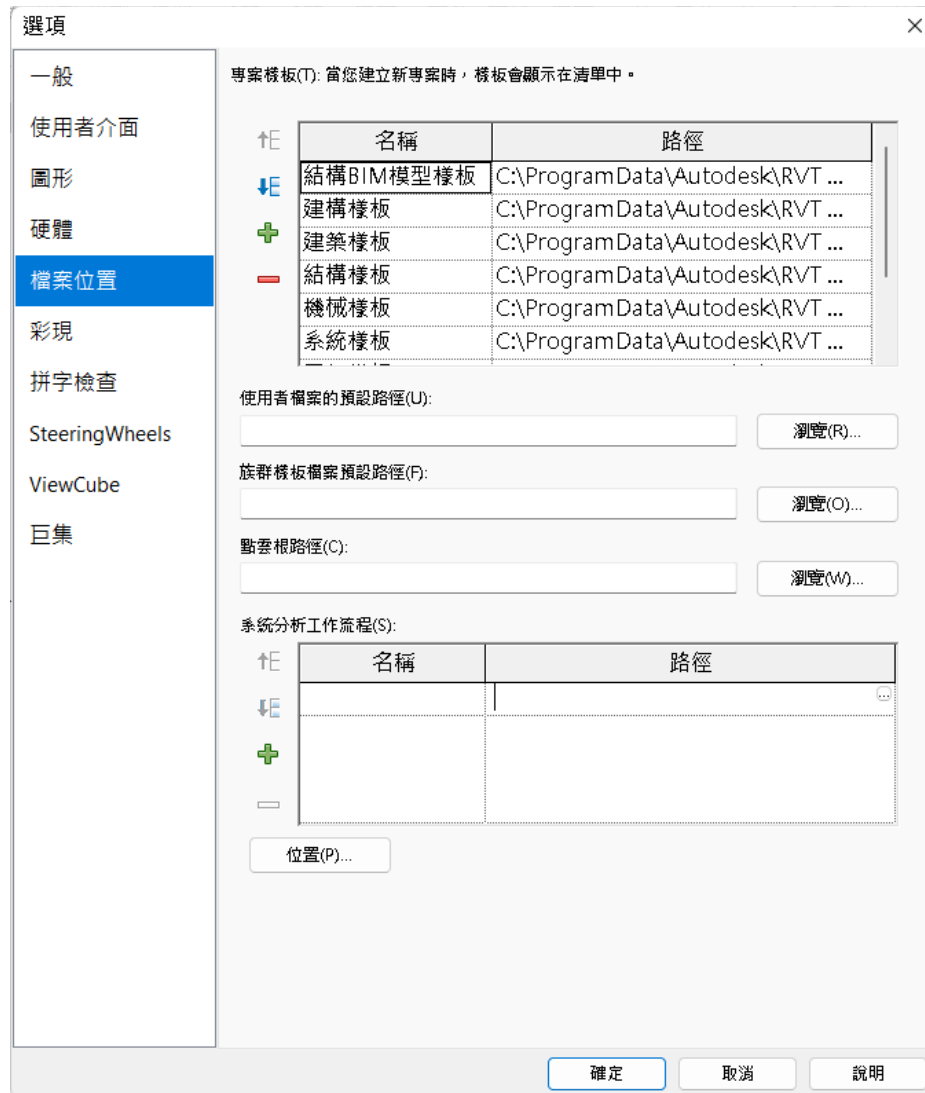 選項
一般
使用者介面
圖形
硬體
檔案位置
彩現
拼字檢查
SteeringWheels
ViewCube
巨集
專案樣板(T): 當您建立新專案時，樣板會顯示在清單中。
名稱 路徑
結構BIM模型樣板 C:\ProgramData\Autodesk\RVT ...
建構樣板 C:\ProgramData\Autodesk\RVT ...
建築樣板 C:\ProgramData\Autodesk\RVT ...
結構樣板 C:\ProgramData\Autodesk\RVT ...
機械樣板 C:\ProgramData\Autodesk\RVT ...
系統樣板 C:\ProgramData\Autodesk\RVT ...
使用者檔案的預設路徑(U):
瀏覽(R)...
族群樣板檔案預設路徑(F):
瀏覽(O)...
點雲根路徑(C):
瀏覽(W)...
系統分析工作流程(S):
名稱 路徑
位置(P)...
確定 取消 說明